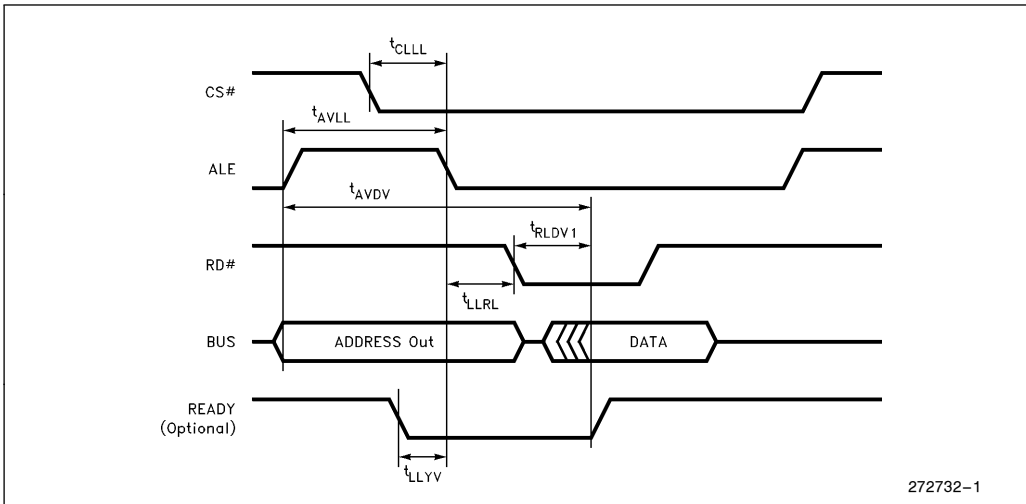 tCLLL
CS#
tAVLL
ALE
tAVDV
tRLDV1
RD#
tLLRL
BUS
ADDRESS Out
DATA
READY
(Optional)
tLLYV
272732-1